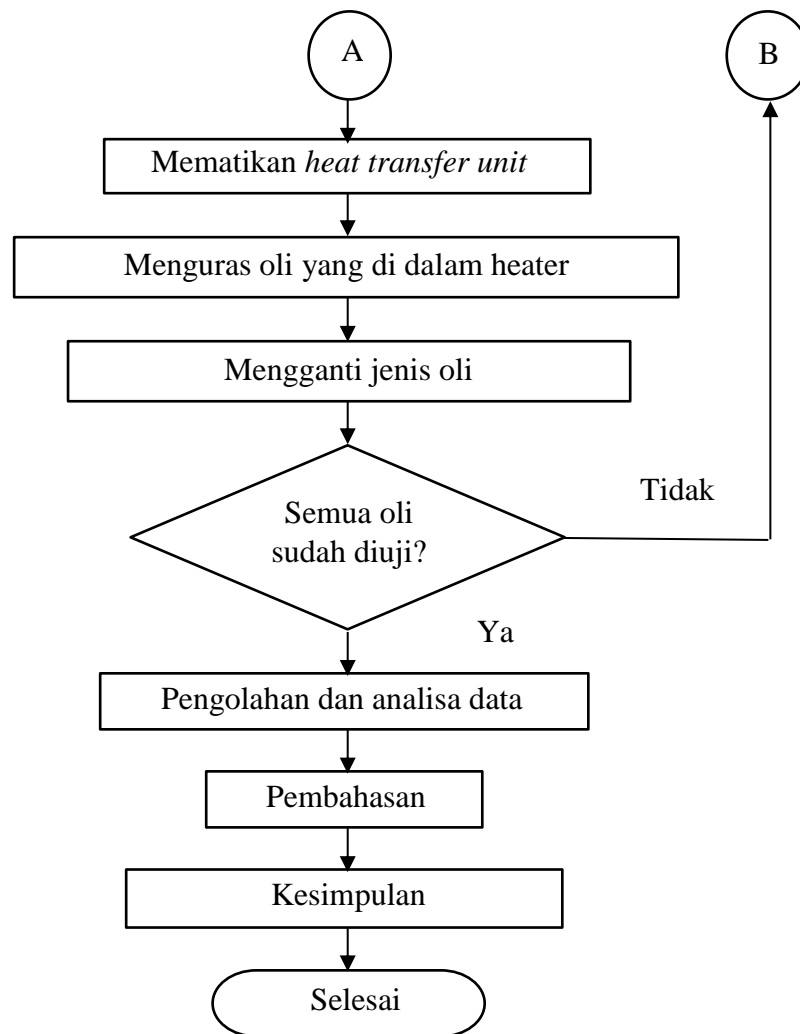 A
B
Mematikan heat transfer unit
Menguras oli yang di dalam heater
Mengganti jenis oli
Tidak
Semua oli
sudah diuji?
Ya
Pengolahan dan analisa data
Pembahasan
Kesimpulan
Selesai